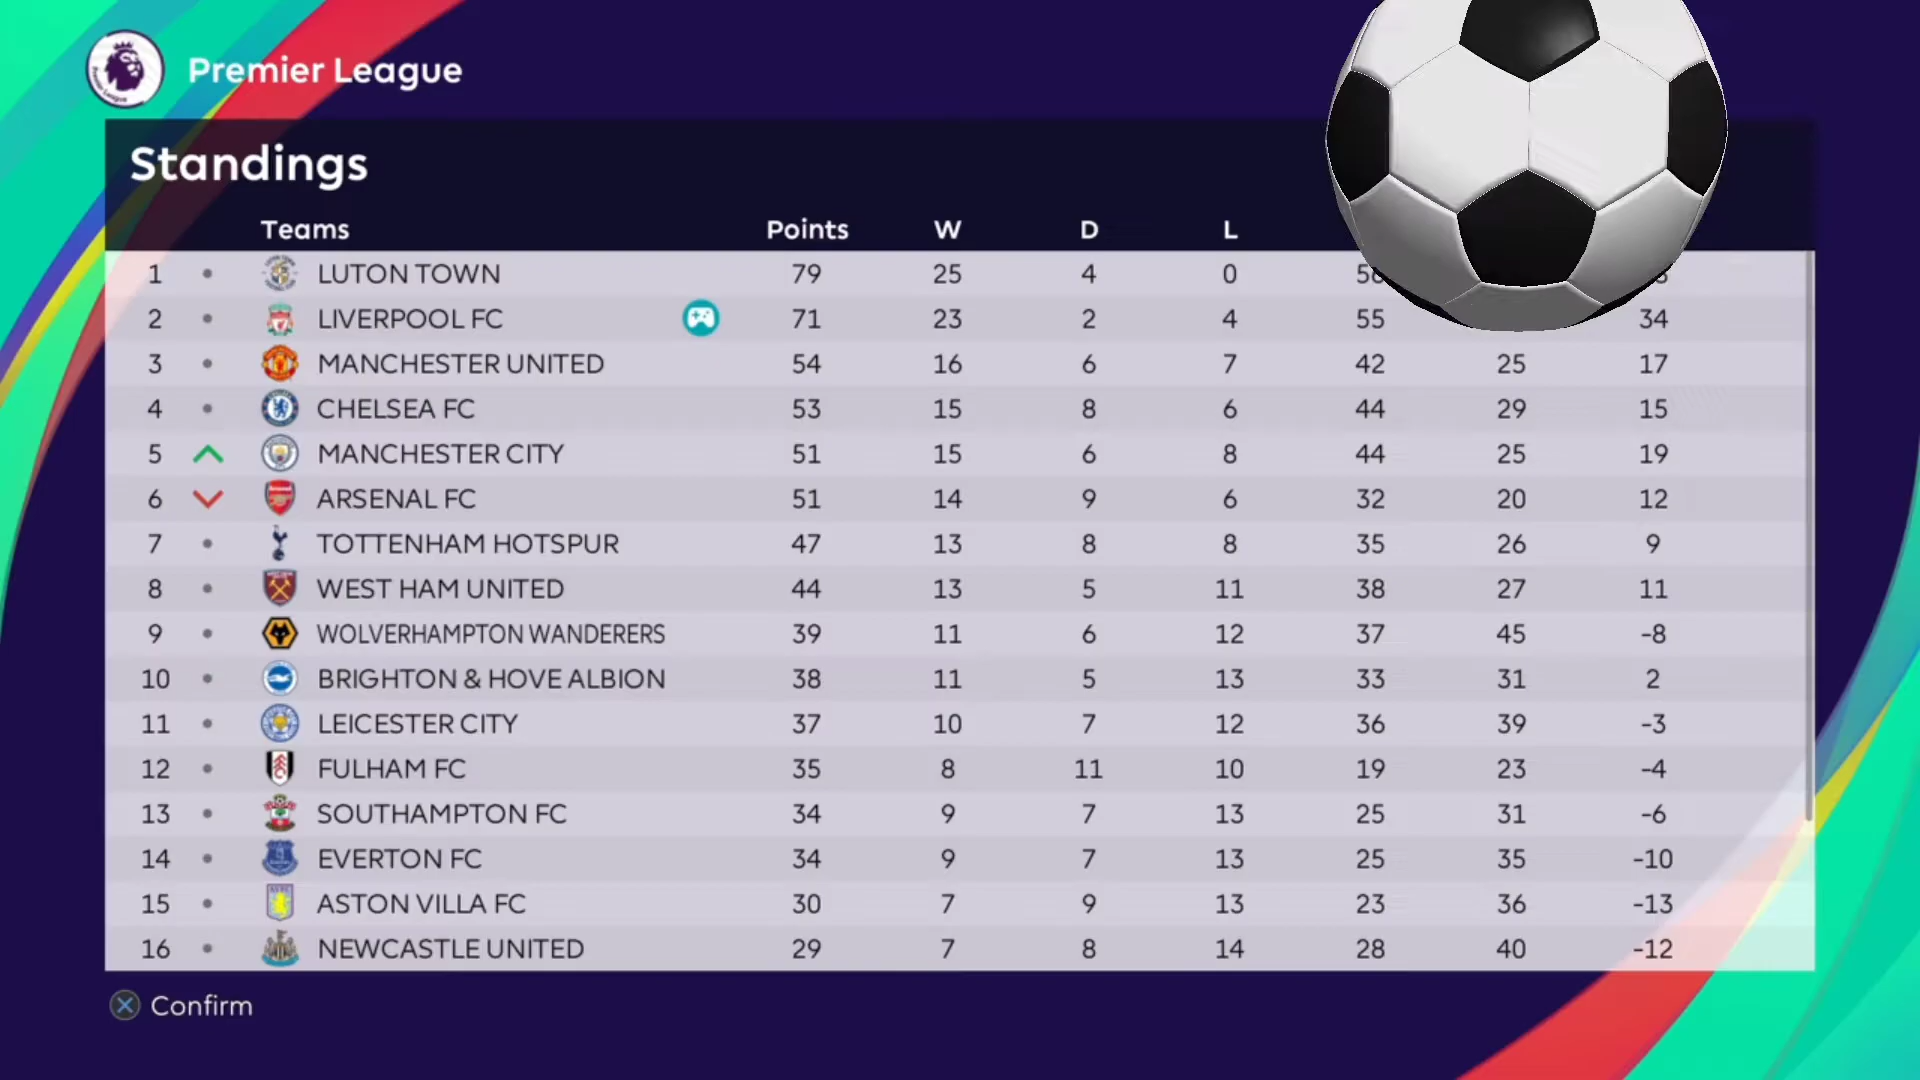 Premier League
Standings
Teams Points W D L
1 LUTON TOWN 79 25 4 0
2 LIVERPOOL FC 71 23 2 4 55 34
3 MANCHESTER UNITED 54 16 6 7 42 25 17
4 CHELSEA FC 53 15 8 6 44 29 15
5 MANCHESTER CITY 51 15 6 8 44 25 19
6 ARSENAL FC 51 14 9 6 32 20 12
7 TOTTENHAM HOTSPUR 47 13 8 8 35 26 9
8 WEST HAM UNITED 44 13 5 11 38 27 11
9 WOLVERHAMPTON WANDERERS 39 11 6 12 37 45 -8
10 BRIGHTON & HOVE ALBION 38 11 5 13 33 31 2
11 LEICESTER CITY 37 10 7 12 36 39 -3
12 FULHAM FC 35 8 11 10 19 23 -4
13 SOUTHAMPTON FC 34 9 7 13 25 31 -6
14 EVERTON FC 34 9 7 13 25 35 -10
15 ASTON VILLA FC 30 7 9 13 23 36 -13
16 NEWCASTLE UNITED 29 7 8 14 28 40 -12
Confirm